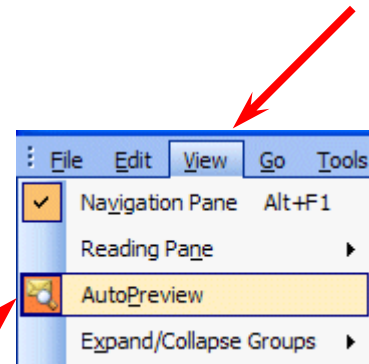 File Edit View Go Tools
Navigation Pane Alt+F1
Reading Pane
AutoPreview
Expand/Collapse Groups